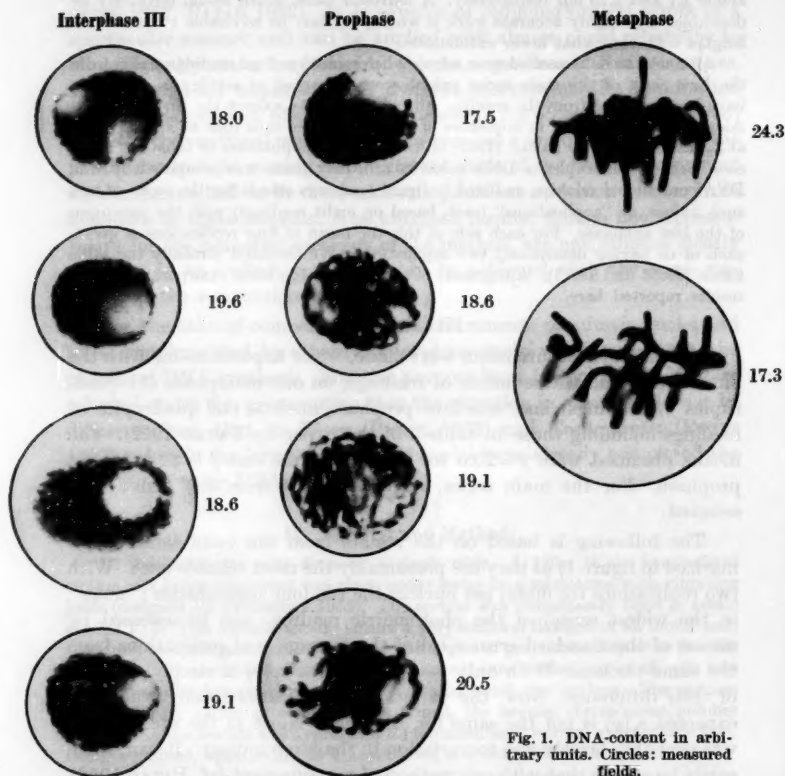 Interphase III Prophase Metaphase
18.0 17.5 24.3
19.6 18.6 17.3
18.6 19.1
19.1 20.5
Fig. 1. DNA-content in arbi-
trary units. Circles: measured
fields.